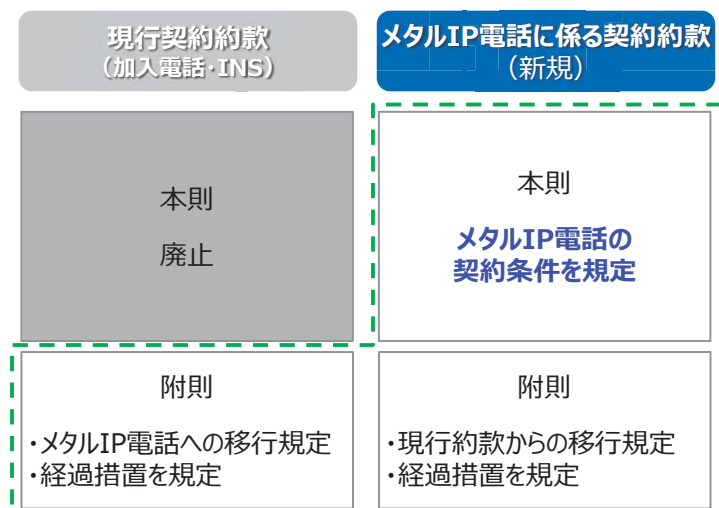 現行契約約款
（加入電話・INS）
メタルIP電話に係る契約約款
（新規）
本則
廃止
本則
メタルIP電話の
契約条件を規定
附則
・メタルIP電話への移行規定
・経過措置を規定
附則
・現行約款からの移行規定
・経過措置を規定